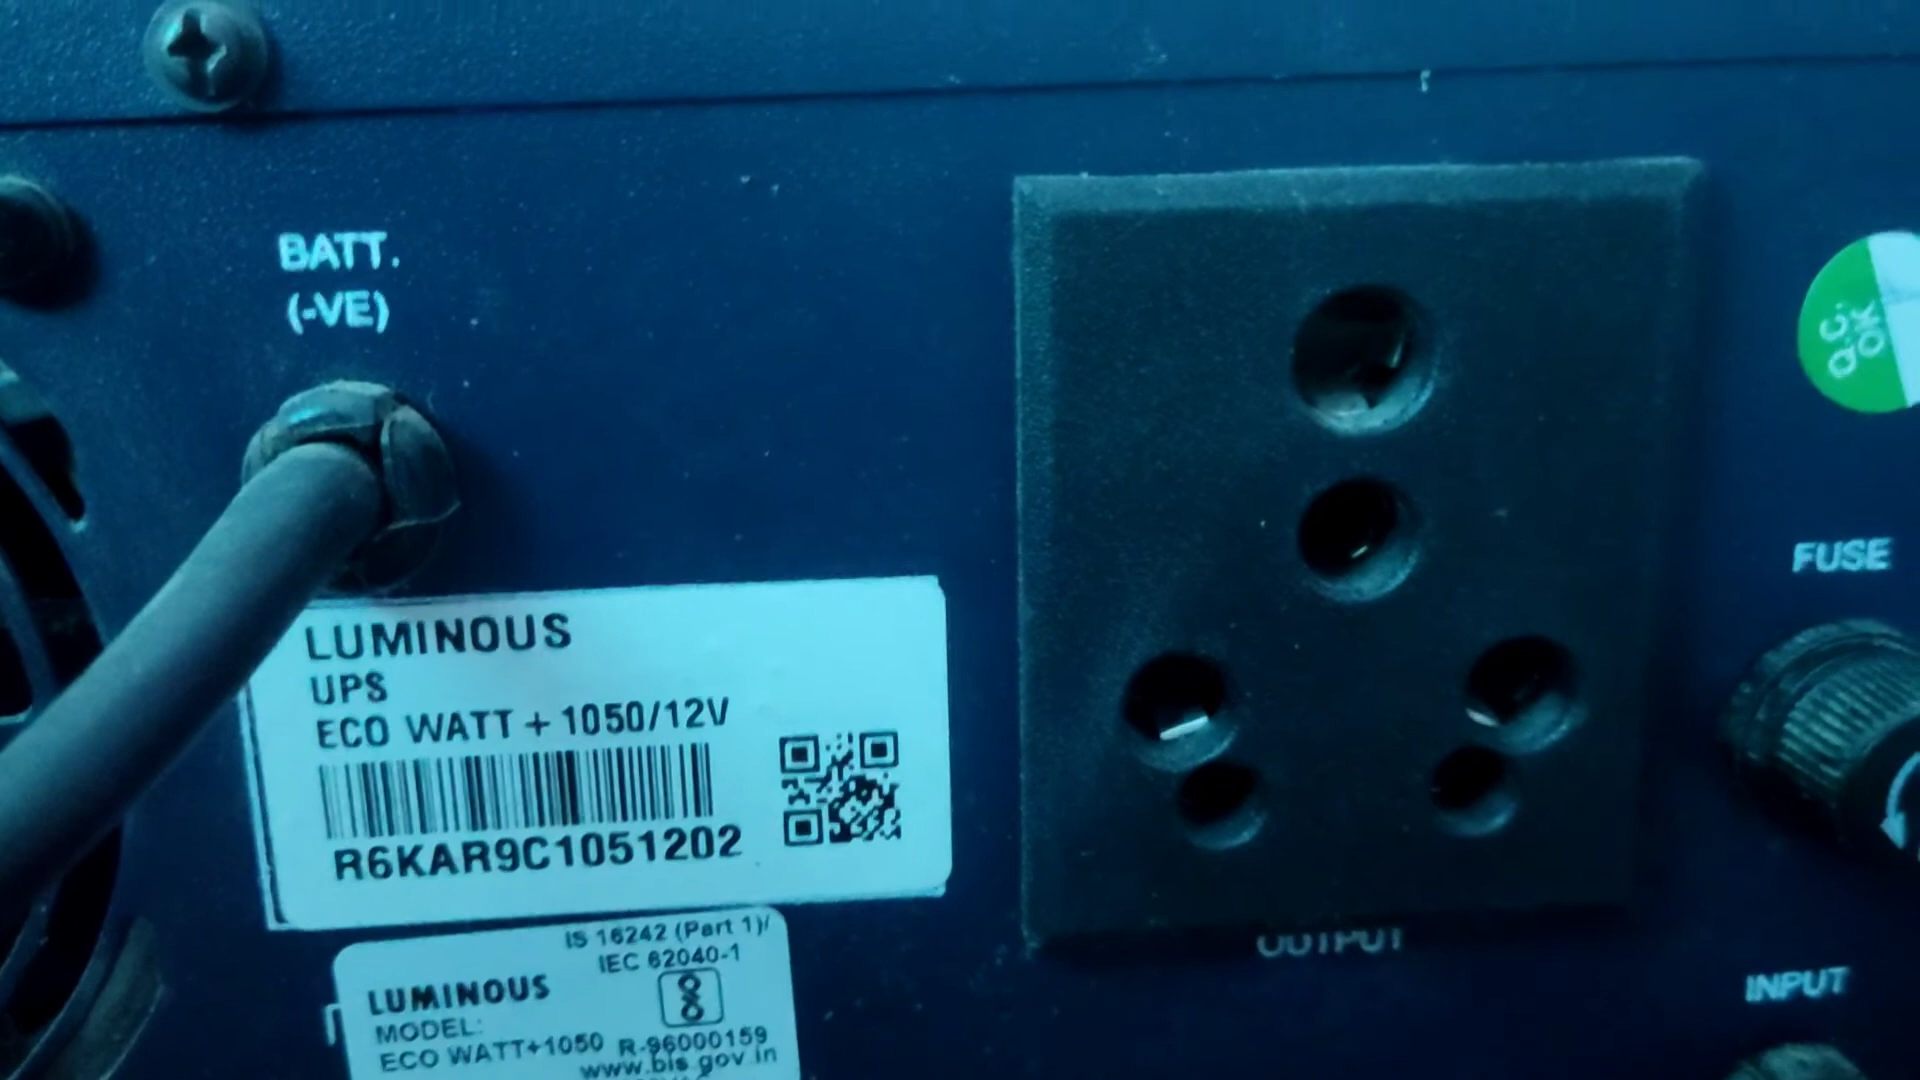 BATT.
(-VE)
Q.C.
OK
FUSE
LUMINOUS
UPS
ECO WATT + 1050/12V
R6KAR9C1051202
OUTPUT
INPUT
IS 16242 (Part 1)/
IEC 62040-1
LUMINOUS
MODEL:
ECO WATT+1050
R-96000159
www.bis.gov.in